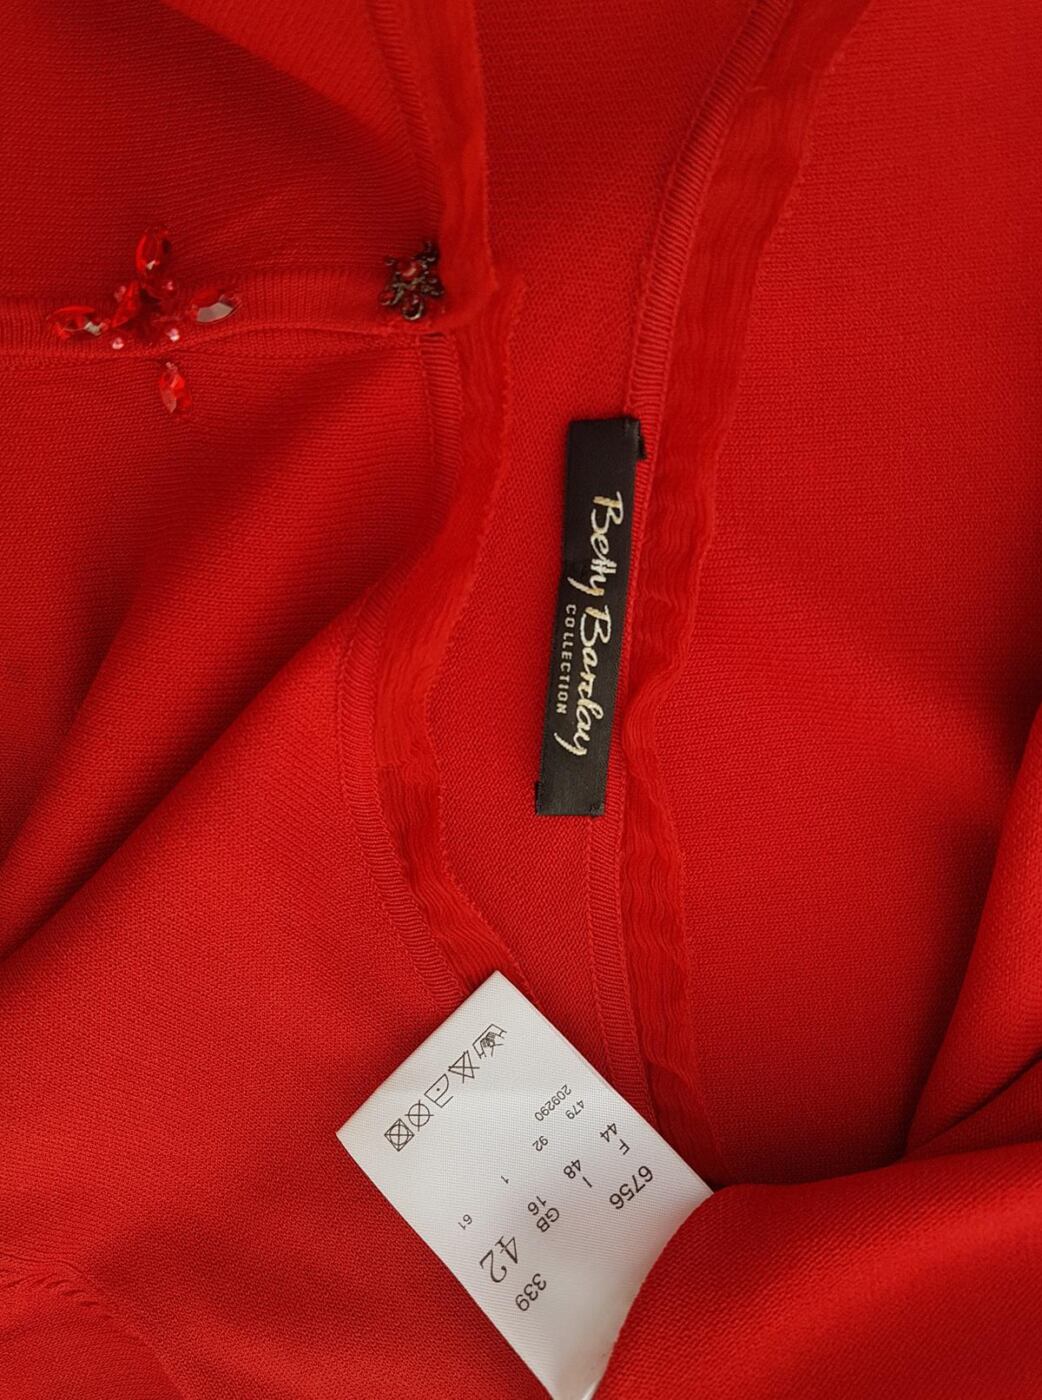 Betty Barclay
COLLECTION
6756 339
F I GB
44 48 16 42
479 92 1 61
209290